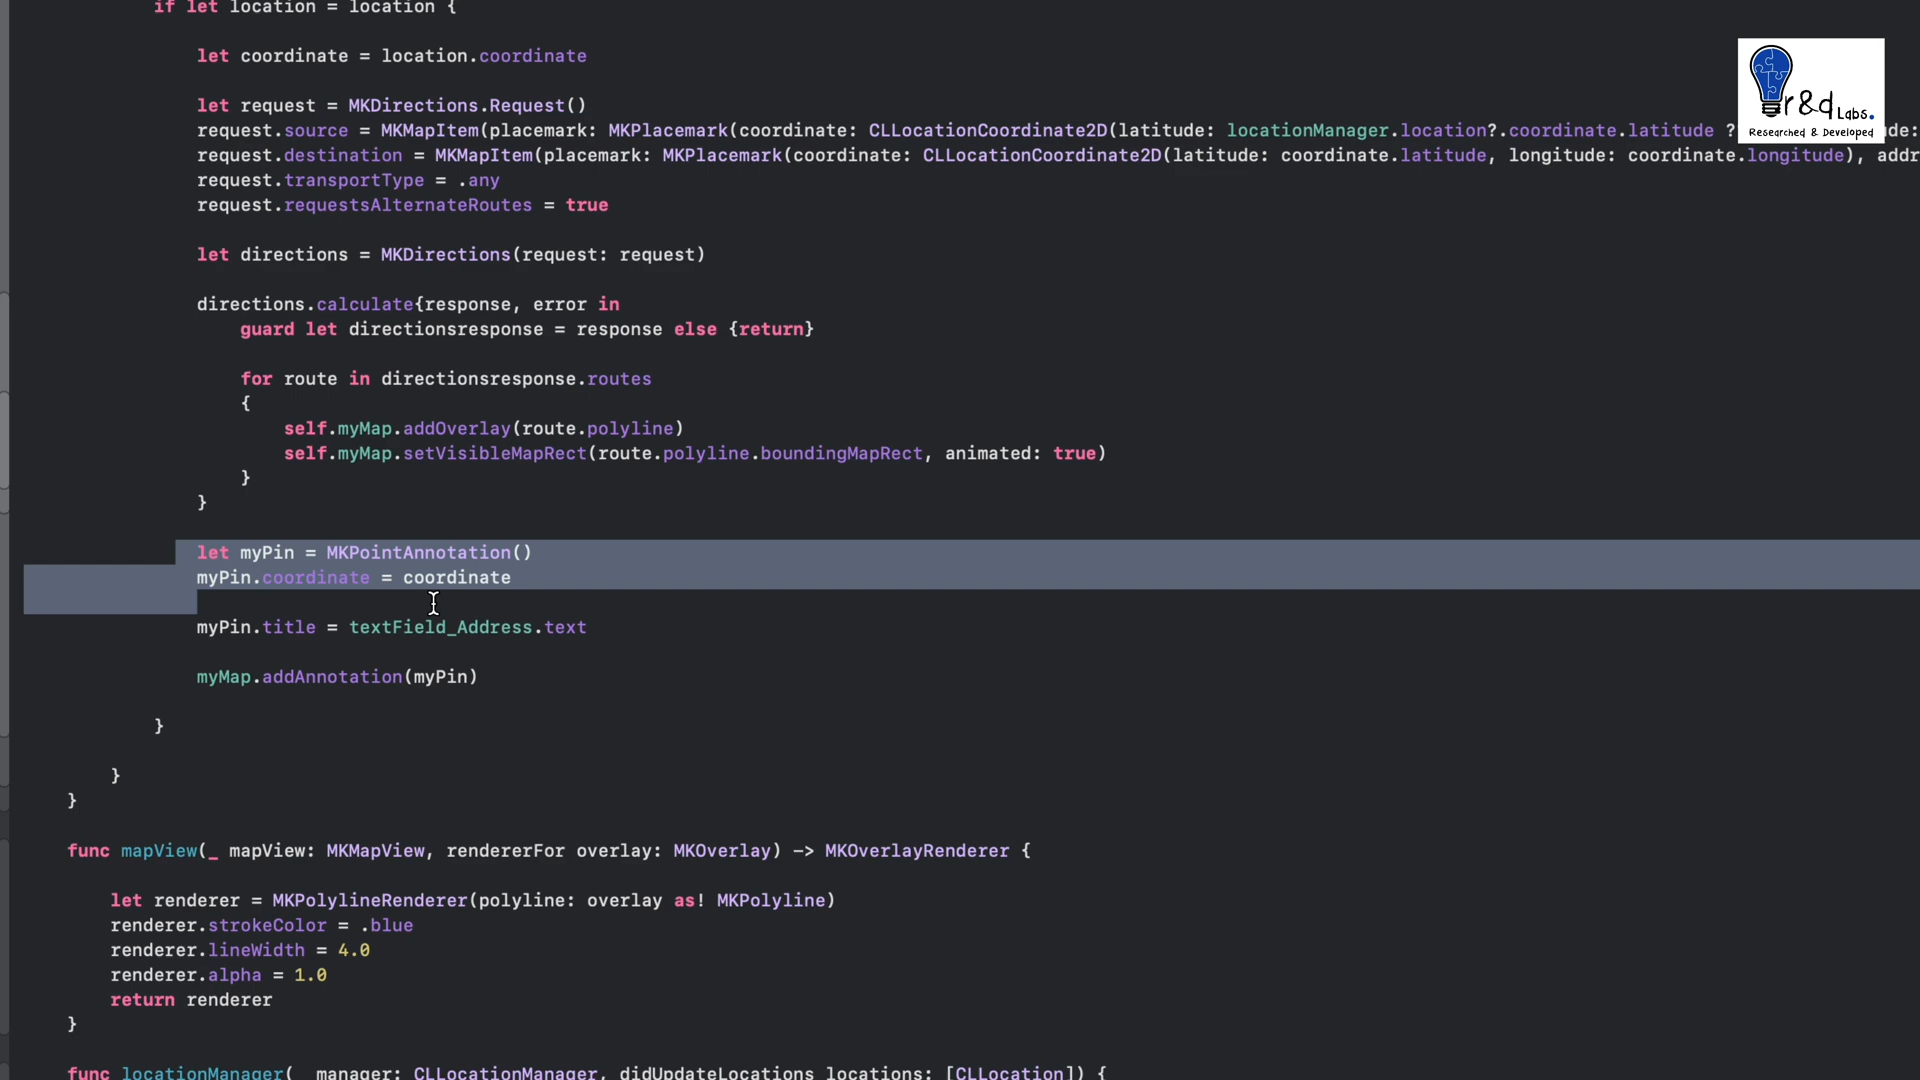 if let location = location {
let coordinate = location.coordinate
let request = MKDirections.Request()
request.source = MKMapItem(placemark: MKPlacemark(coordinate: CLLocationCoordinate2D(latitude: locationManager.location?.coordinate.latitude ?
request.destination = MKMapItem(placemark: MKPlacemark(coordinate: CLLocationCoordinate2D(latitude: coordinate.latitude, longitude: coordinate.longitude), addr
request.transportType = .any
request.requestsAlternateRoutes = true
let directions = MKDirections(request: request)
directions.calculate{response, error in
guard let directionsresponse = response else {return}
for route in directionsresponse.routes
{
self.myMap.addOverlay(route.polyline)
self.myMap.setVisibleMapRect(route.polyline.boundingMapRect, animated: true)
}
}
let myPin = MKPointAnnotation()
myPin.coordinate = coordinate
myPin.title = textField_Address.text
myMap.addAnnotation(myPin)
}
}
}
func mapView(_ mapView: MKMapView, rendererFor overlay: MKOverlay) -> MKOverlayRenderer {
let renderer = MKPolylineRenderer(polyline: overlay as! MKPolyline)
renderer.strokeColor = .blue
renderer.lineWidth = 4.0
renderer.alpha = 1.0
return renderer
}
func locationManager(_ manager: CLLocationManager, didUpdateLocations locations: [CLLocation]) {
r&d Labs.
Researched & Developed